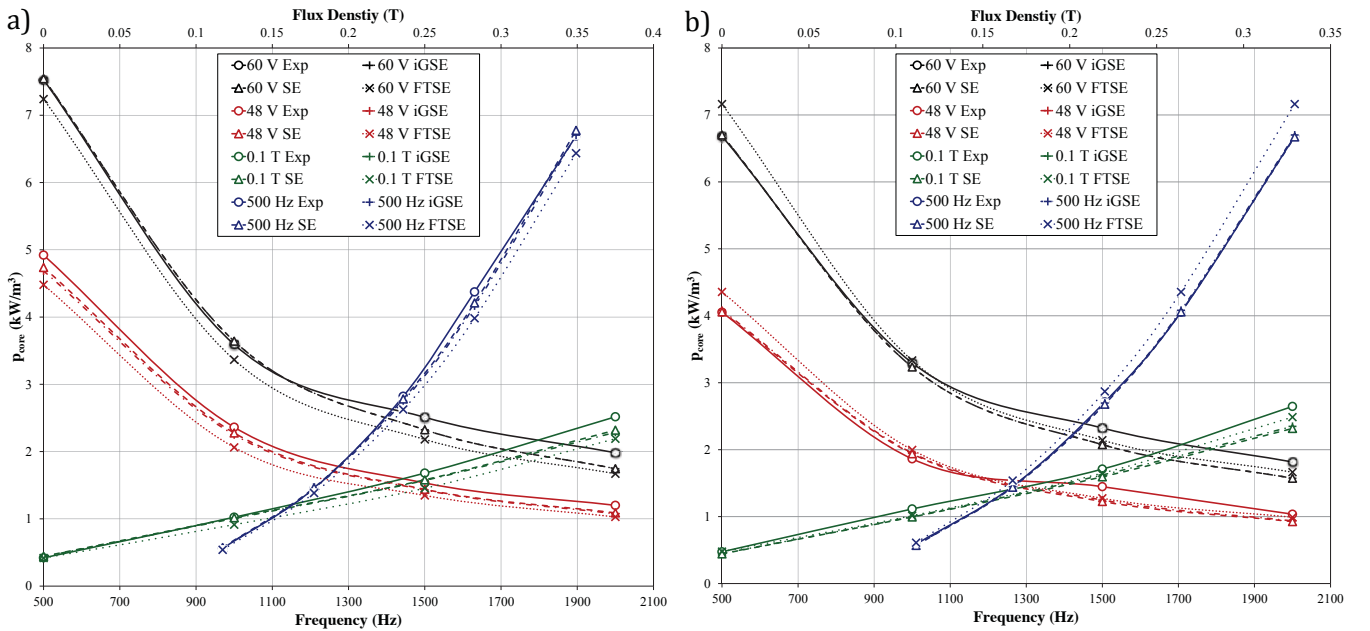 a)
Flux Denstiy (T)
0 0.05 0.1 0.15 0.2 0.25 0.3 0.35 0.4
8
7
6
5
4
3
2
1
0
p_core (kW/m³)
60 V Exp 60 V iGSE
60 V SE 60 V FTSE
48 V Exp 48 V iGSE
48 V SE 48 V FTSE
0.1 T Exp 0.1 T iGSE
0.1 T SE 0.1 T FTSE
500 Hz Exp 500 Hz iGSE
500 Hz SE 500 Hz FTSE
500 700 900 1100 1300 1500 1700 1900 2100
Frequency (Hz)
b)
Flux Denstiy (T)
0 0.05 0.1 0.15 0.2 0.25 0.3 0.35
8
7
6
5
4
3
2
1
0
p_core (kW/m³)
60 V Exp 60 V iGSE
60 V SE 60 V FTSE
48 V Exp 48 V iGSE
48 V SE 48 V FTSE
0.1 T Exp 0.1 T iGSE
0.1 T SE 0.1 T FTSE
500 Hz Exp 500 Hz iGSE
500 Hz SE 500 Hz FTSE
500 700 900 1100 1300 1500 1700 1900 2100
Frequency (Hz)